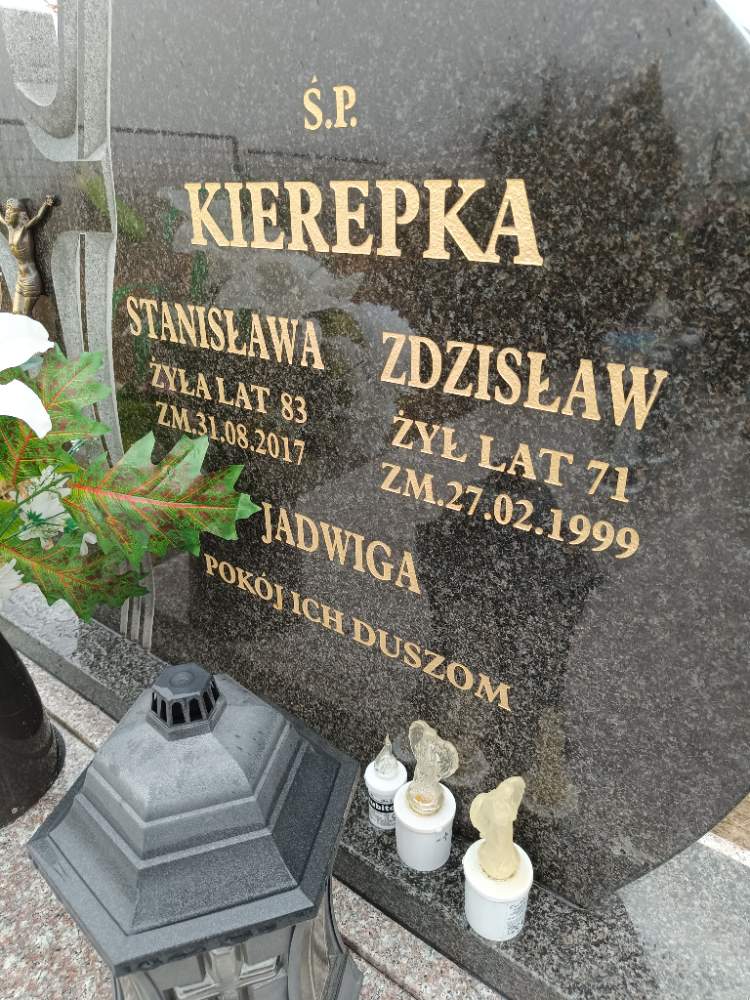 Ś.P.
KIEREPKA
STANISŁAWA
ŻYŁA LAT 83
ZM.31.08.2017
ZDZISŁAW
ŻYŁ LAT 71
ZM.27.02.1999
JADWIGA
POKÓJ ICH DUSZOM